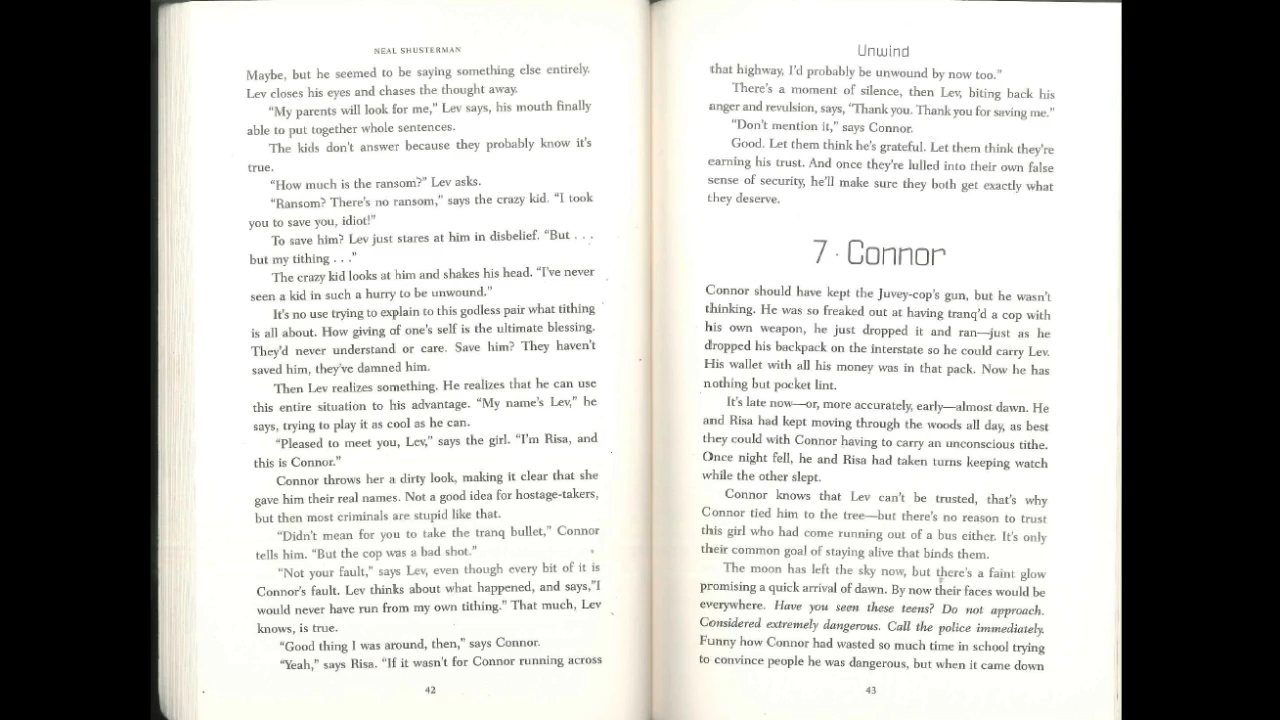 NEAL SHUSTERMAN
Maybe, but he seemed to be saying something else entirely.
Lev closes his eyes and chases the thought away.
“My parents will look for me,” Lev says, his mouth finally
able to put together whole sentences.
The kids don’t answer because they probably know it’s
true.
“How much is the ransom?” Lev asks.
“Ransom? There’s no ransom,” says the crazy kid. “I took
you to save you, idiot!”
To save him? Lev just stares at him in disbelief. “But . . .
but my tithing . . .”
The crazy kid looks at him and shakes his head. “I’ve never
seen a kid in such a hurry to be unwound.”
It’s no use trying to explain to this godless pair what tithing
is all about. How giving of one’s self is the ultimate blessing.
They’d never understand or care. Save him? They haven’t
saved him, they’ve damned him.
Then Lev realizes something. He realizes that he can use
this entire situation to his advantage. “My name’s Lev,” he
says, trying to play it as cool as he can.
“Pleased to meet you, Lev,” says the girl. “I’m Risa, and
this is Connor.”
Connor throws her a dirty look, making it clear that she
gave him their real names. Not a good idea for hostage-takers,
but then most criminals are stupid like that.
“Didn’t mean for you to take the tranq bullet,” Connor
tells him. “But the cop was a bad shot.”
“Not your fault,” says Lev, even though every bit of it is
Connor’s fault. Lev thinks about what happened, and says,“I
would never have run from my own tithing.” That much, Lev
knows, is true.
“Good thing I was around, then,” says Connor.
“Yeah,” says Risa. “If it wasn’t for Connor running across
42
Unwind
that highway, I’d probably be unwound by now too.”
There’s a moment of silence, then Lev, biting back his
anger and revulsion, says, “Thank you. Thank you for saving me.”
“Don’t mention it,” says Connor.
Good. Let them think he’s grateful. Let them think they’re
earning his trust. And once they’re lulled into their own false
sense of security, he’ll make sure they both get exactly what
they deserve.
7 · Connor
Connor should have kept the Juvey-cop’s gun, but he wasn’t
thinking. He was so freaked out at having tranq’d a cop with
his own weapon, he just dropped it and ran—just as he
dropped his backpack on the interstate so he could carry Lev.
His wallet with all his money was in that pack. Now he has
nothing but pocket lint.
It’s late now—or, more accurately, early—almost dawn. He
and Risa had kept moving through the woods all day, as best
they could with Connor having to carry an unconscious tithe.
Once night fell, he and Risa had taken turns keeping watch
while the other slept.
Connor knows that Lev can’t be trusted, that’s why
Connor tied him to the tree—but there’s no reason to trust
this girl who had come running out of a bus either. It’s only
their common goal of staying alive that binds them.
The moon has left the sky now, but there’s a faint glow
promising a quick arrival of dawn. By now their faces would be
everywhere. Have you seen these teens? Do not approach.
Considered extremely dangerous. Call the police immediately.
Funny how Connor had wasted so much time in school trying
to convince people he was dangerous, but when it came down
43